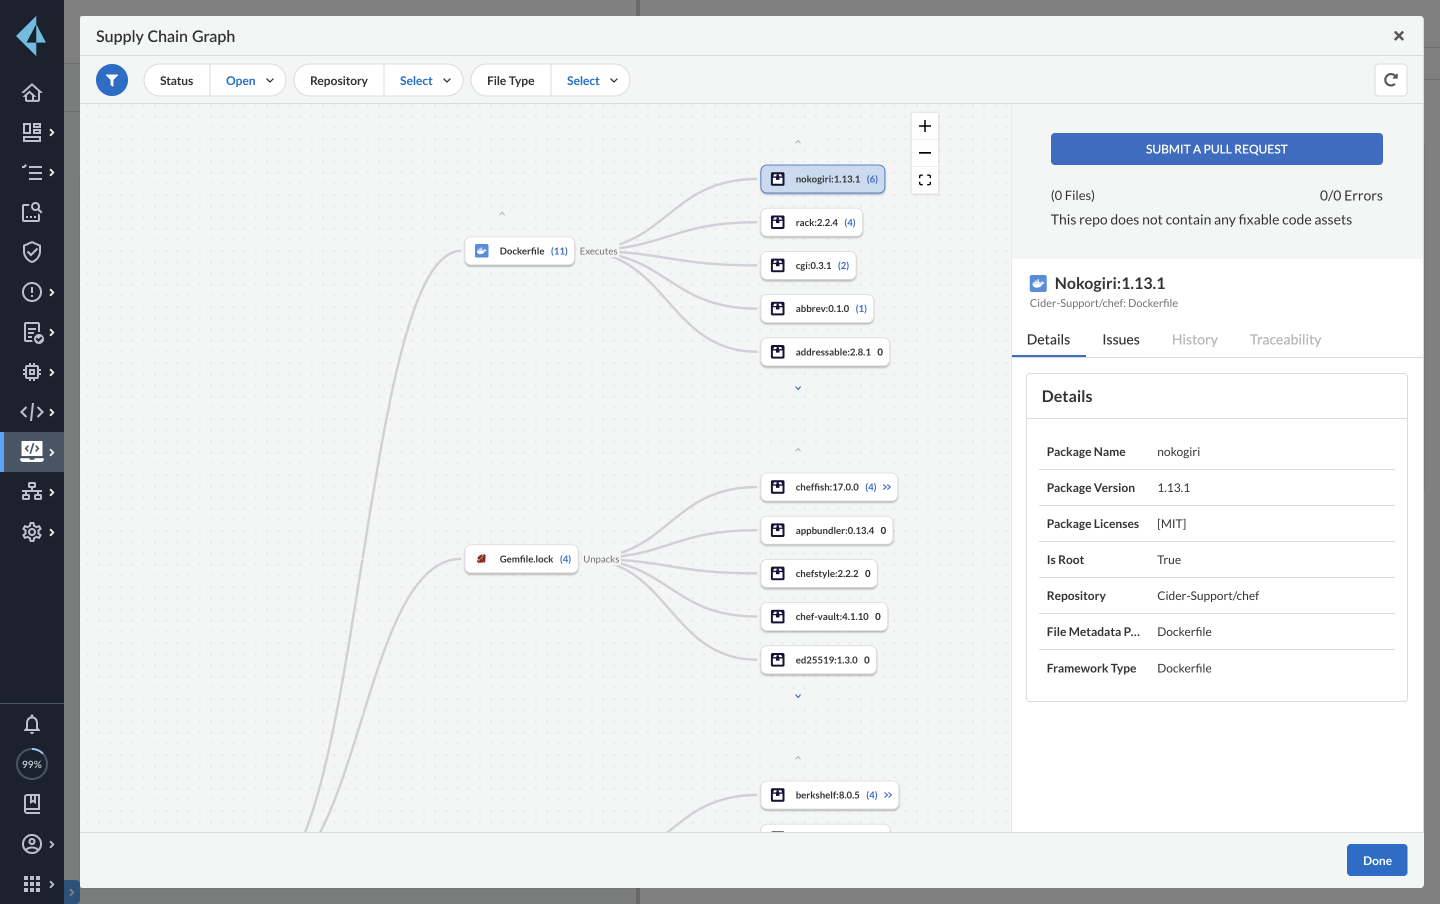 Supply Chain Graph
Status Open
Repository Select
File Type Select
nokogiri:1.13.1 (6)
rack:2.2.4 (4)
Dockerfile (11) Executes
cgi:0.3.1 (2)
abbrev:0.1.0 (1)
addressable:2.8.1 0
cheffish:17.0.0 (4)
appbundler:0.13.4 0
Gemfile.lock (4) Unpacks
chefstyle:2.2.2 0
chef-vault:4.1.10 0
ed25519:1.3.0 0
berkshelf:8.0.5 (4)
SUBMIT A PULL REQUEST
(0 Files) 0/0 Errors
This repo does not contain any fixable code assets
Nokogiri:1.13.1
Cider-Support/chef: Dockerfile
Details Issues History Traceability
Details
Package Name nokogiri
Package Version 1.13.1
Package Licenses [MIT]
Is Root True
Repository Cider-Support/chef
File Metadata P... Dockerfile
Framework Type Dockerfile
99%
Done